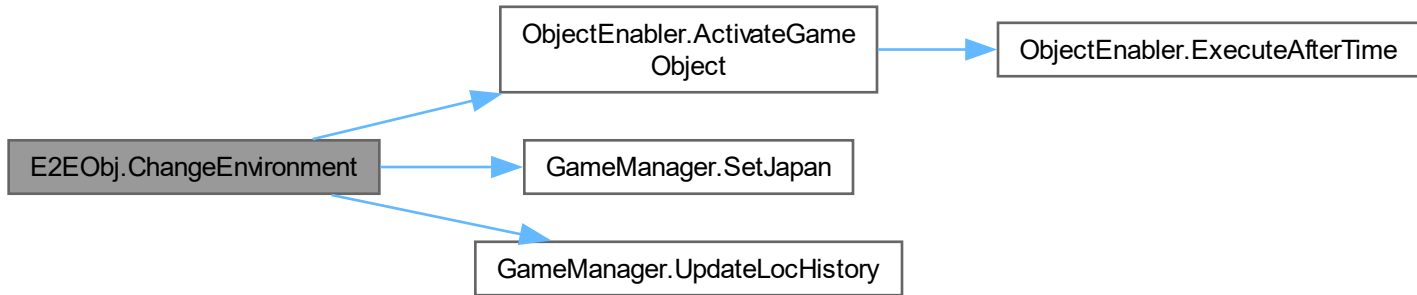 ObjectEnabler.ActivateGame
Object
ObjectEnabler.ExecuteAfterTime
E2EObj.ChangeEnvironment
GameManager.SetJapan
GameManager.UpdateLocHistory